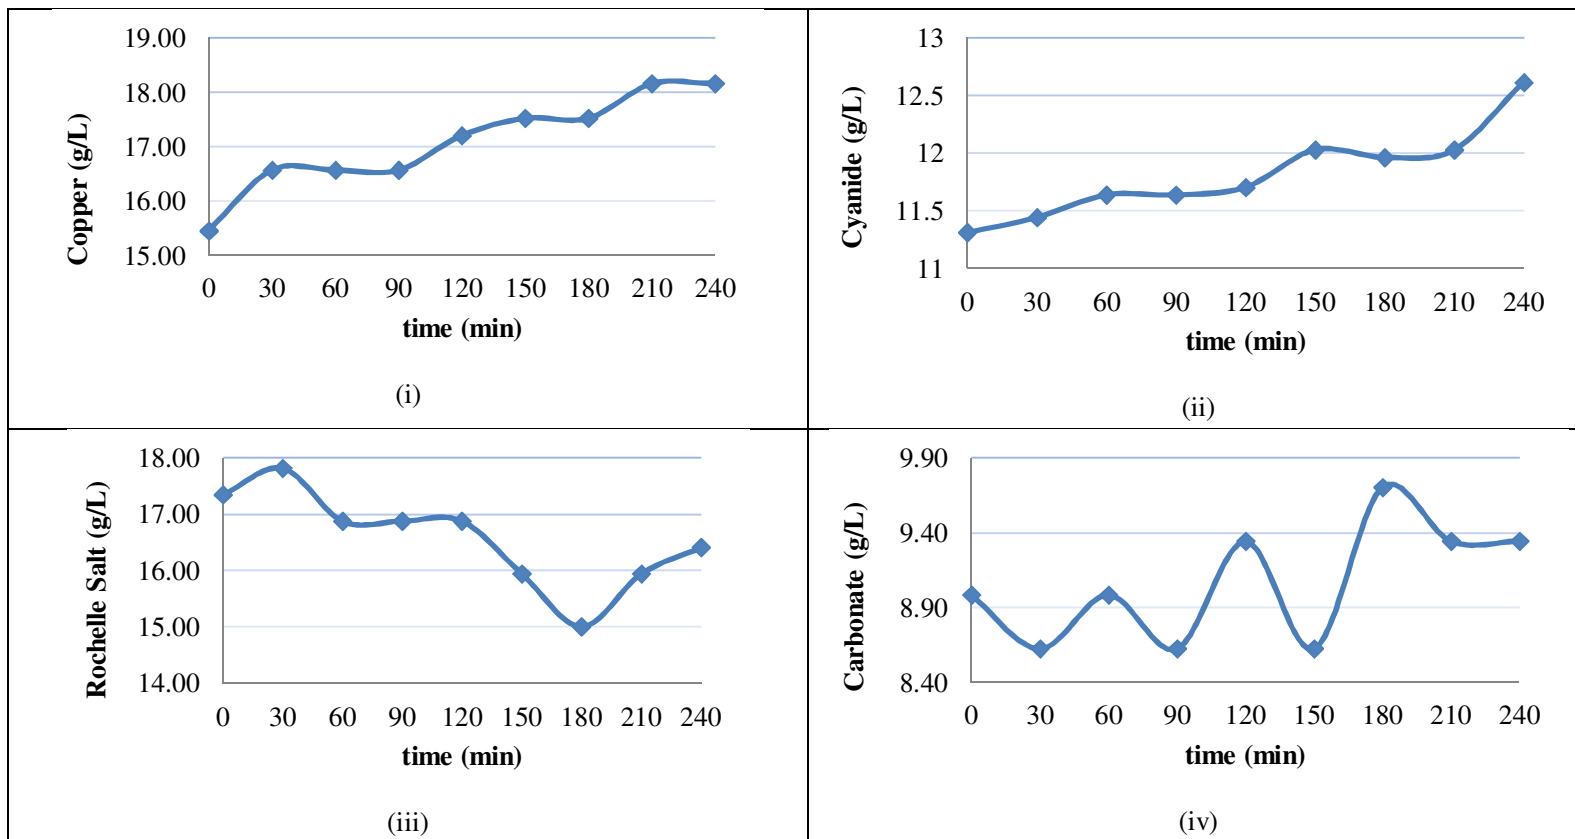 19.00
18.00
17.00
16.00
15.00
Copper (g/L)
0 30 60 90 120 150 180 210 240
time (min)
(i)
13
12.5
12
11.5
11
Cyanide (g/L)
0 30 60 90 120 150 180 210 240
time (min)
(ii)
18.00
17.00
16.00
15.00
14.00
Rochelle Salt (g/L)
0 30 60 90 120 150 180 210 240
time (min)
(iii)
9.90
9.40
8.90
8.40
Carbonate (g/L)
0 30 60 90 120 150 180 210 240
time (min)
(iv)